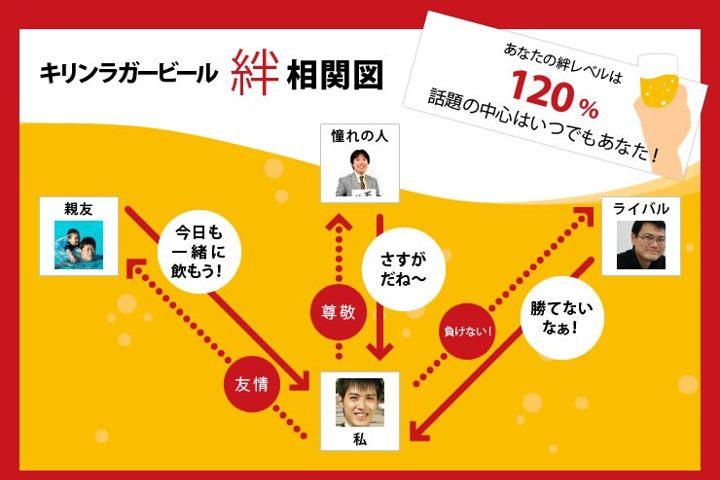 キリンラガービール 絆 相関図
あなたの絆レベルは
120%
話題の中心はいつでもあなた!
憧れの人
親友
ライバル
今日も
一緒に
飲もう!
さすが
だね〜
尊敬
負けない!
勝てない
なぁ!
友情
私